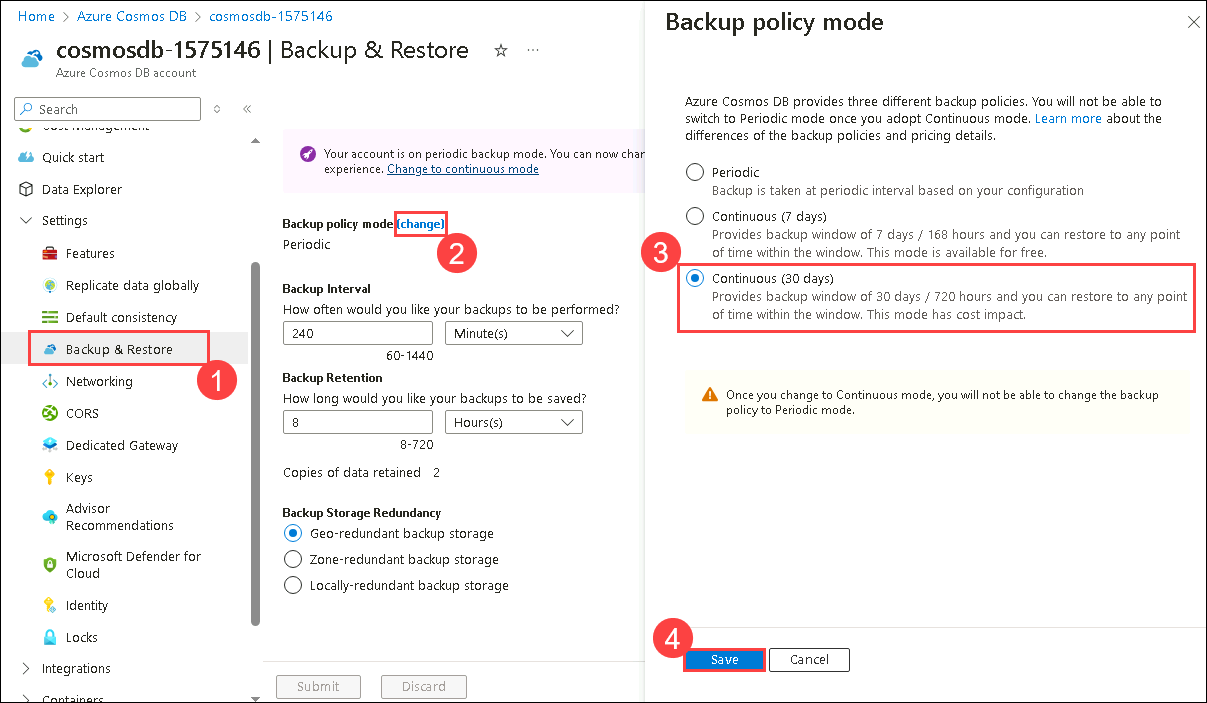 Home > Azure Cosmos DB > cosmosdb-1575146
cosmosdb-1575146 | Backup & Restore
Azure Cosmos DB account
Search
Cost Management
Quick start
Data Explorer
Settings
Features
Replicate data globally
Default consistency
Backup & Restore
1
Networking
CORS
Dedicated Gateway
Keys
Advisor
Recommendations
Microsoft Defender for
Cloud
Identity
Locks
Integrations
Containers
Your account is on periodic backup mode. You can now chan
experience. Change to continuous mode
Backup policy mode (change)
2
Periodic
Backup Interval
How often would you like your backups to be performed?
240 Minute(s)
60-1440
Backup Retention
How long would you like your backups to be saved?
8 Hours(s)
8-720
Copies of data retained 2
Backup Storage Redundancy
Geo-redundant backup storage
Zone-redundant backup storage
Locally-redundant backup storage
Submit Discard
Backup policy mode
Azure Cosmos DB provides three different backup policies. You will not be able to
switch to Periodic mode once you adopt Continuous mode. Learn more about the
differences of the backup policies and pricing details.
Periodic
Backup is taken at periodic interval based on your configuration
Continuous (7 days)
Provides backup window of 7 days / 168 hours and you can restore to any point
of time within the window. This mode is available for free.
3
Continuous (30 days)
Provides backup window of 30 days / 720 hours and you can restore to any point
of time within the window. This mode has cost impact.
Once you change to Continuous mode, you will not be able to change the backup
policy to Periodic mode.
4
Save Cancel